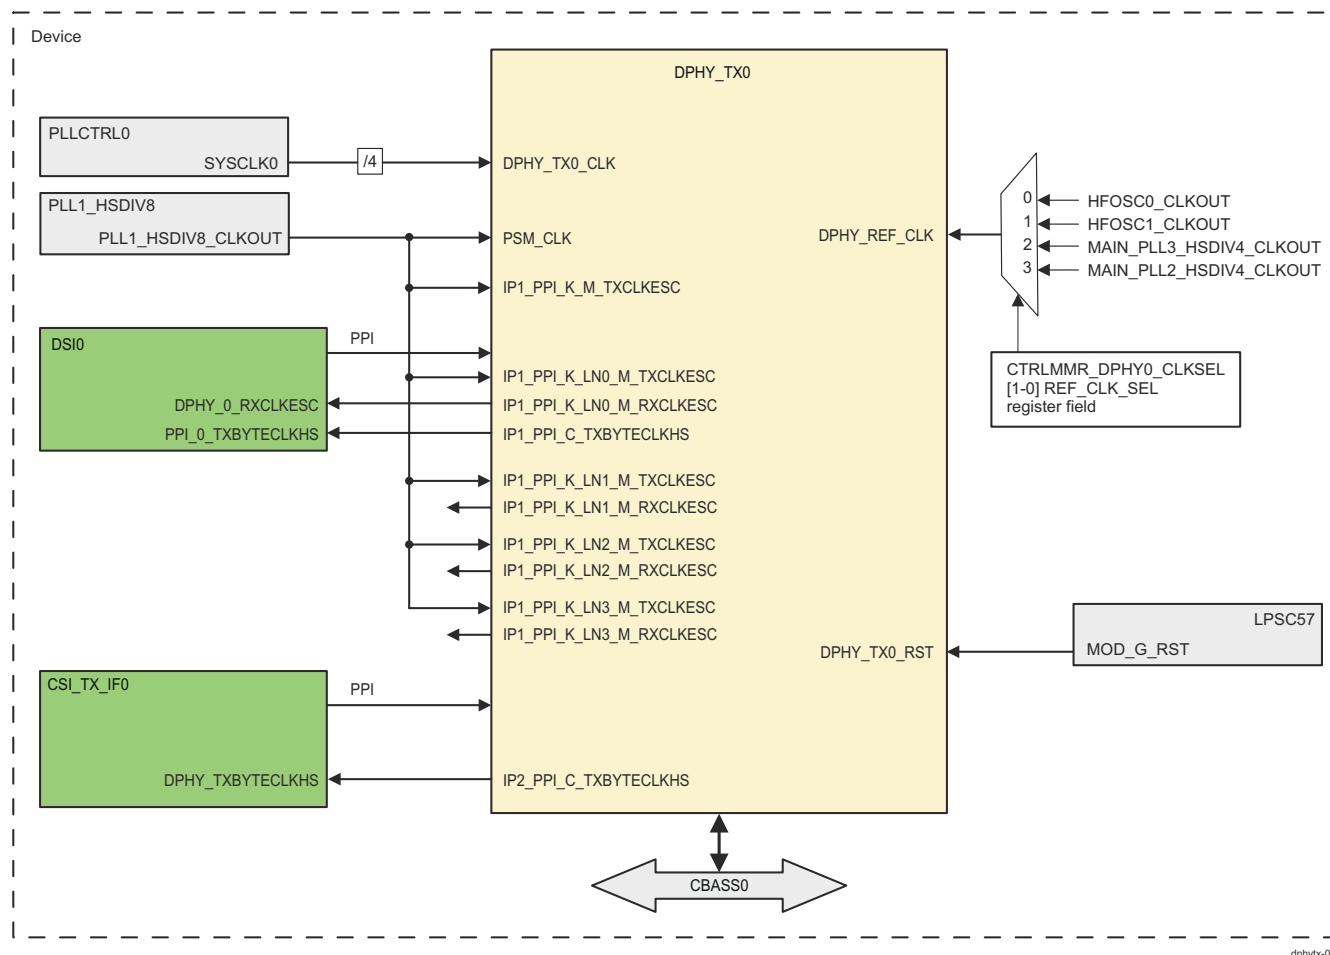 Device
DPHY_TX0
PLLCTRL0
SYSCLK0
/4
DPHY_TX0_CLK
PLL1_HSDIV8
PLL1_HSDIV8_CLKOUT
PSM_CLK
IP1_PPI_K_M_TXCLKESC
DSI0
PPI
DPHY_0_RXCLKESC
PPI_0_TXBYTECLKHS
IP1_PPI_K_LN0_M_TXCLKESC
IP1_PPI_K_LN0_M_RXCLKESC
IP1_PPI_C_TXBYTECLKHS
IP1_PPI_K_LN1_M_TXCLKESC
IP1_PPI_K_LN1_M_RXCLKESC
IP1_PPI_K_LN2_M_TXCLKESC
IP1_PPI_K_LN2_M_RXCLKESC
IP1_PPI_K_LN3_M_TXCLKESC
IP1_PPI_K_LN3_M_RXCLKESC
CSI_TX_IF0
PPI
DPHY_TXBYTECLKHS
IP2_PPI_C_TXBYTECLKHS
DPHY_REF_CLK
0 HFOSC0_CLKOUT
1 HFOSC1_CLKOUT
2 MAIN_PLL3_HSDIV4_CLKOUT
3 MAIN_PLL2_HSDIV4_CLKOUT
CTRLMMR_DPHY0_CLKSEL
[1-0] REF_CLK_SEL
register field
LPSC57
MOD_G_RST
DPHY_TX0_RST
CBASS0